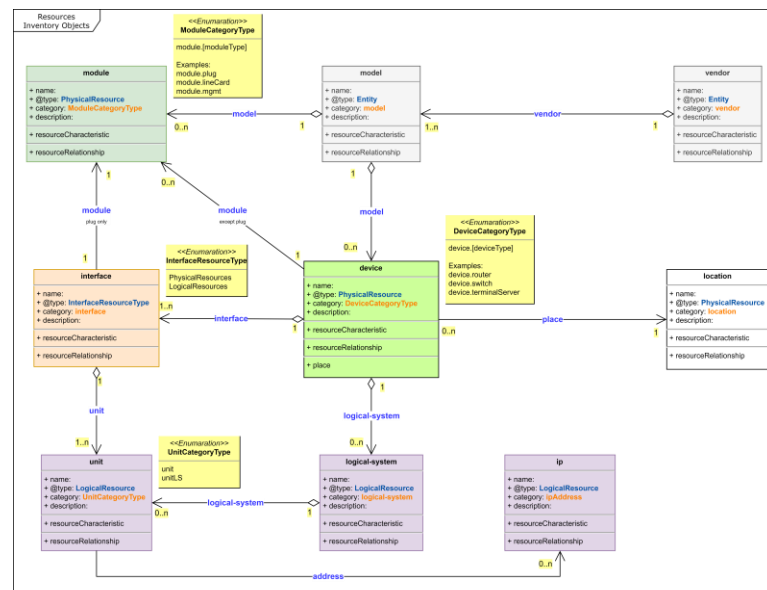 Resources
Inventory Objects
<<Enumaration>>
ModuleCategoryType
module.[moduleType]
Examples:
module.plug
module.lineCard
module.mgmt
module
+ name:
+ @type: PhysicalResource
+ category: ModuleCategoryType
+ description:
+ resourceCharacteristic
+ resourceRelationship
model
+ name:
+ @type: Entity
+ category: model
+ description:
+ resourceCharacteristic
+ resourceRelationship
vendor
+ name:
+ @type: Entity
+ category: vendor
+ description:
+ resourceCharacteristic
+ resourceRelationship
model
0..n
1
vendor
1..n
1
1
0..n
1
module
plug only
module
except plug
model
<<Enumaration>>
DeviceCategoryType
device.[deviceType]
Examples:
device.router
device.switch
device.terminalServer
<<Enumaration>>
InterfaceResourceType
PhysicalResources
LogicalResources
1
1
0..n
interface
+ name:
+ @type: InterfaceResourceType
+ category: interface
+ description:
+ resourceCharacteristic
+ resourceRelationship
device
+ name:
+ @type: PhysicalResource
+ category: DeviceCategoryType
+ description:
+ resourceCharacteristic
+ resourceRelationship
+ place
location
+ name:
+ @type: PhysicalResource
+ category: location
+ description:
+ resourceCharacteristic
+ resourceRelationship
1..n
interface
1
0..n
place
1
1
unit
1..n
1
logical-system
0..n
<<Enumaration>>
UnitCategoryType
unit
unitLS
unit
+ name:
+ @type: LogicalResource
+ category: UnitCategoryType
+ description:
+ resourceCharacteristic
+ resourceRelationship
logical-system
+ name:
+ @type: LogicalResource
+ category: logical-system
+ description:
+ resourceCharacteristic
+ resourceRelationship
ip
+ name:
+ @type: LogicalResource
+ category: ipAddress
+ description:
+ resourceCharacteristic
+ resourceRelationship
0..n
logical-system
1
0..n
address